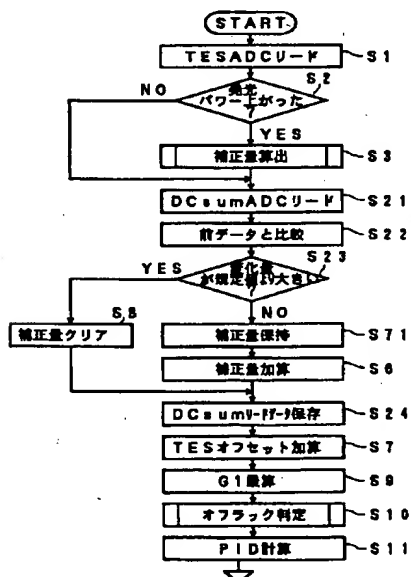 START
TESADCリード
S1
発光
パワー上がった
?
S2
NO
YES
補正量算出
S3
DCsumADCリード
S21
前データと比較
S22
変化量
が規定値より大きい
?
S23
YES
NO
補正量クリア
S8
補正量保持
S71
補正量加算
S6
DCsumリードデータ保存
S24
TESオフセット加算
S7
G1乗算
S9
オフラック判定
S10
PID計算
S11